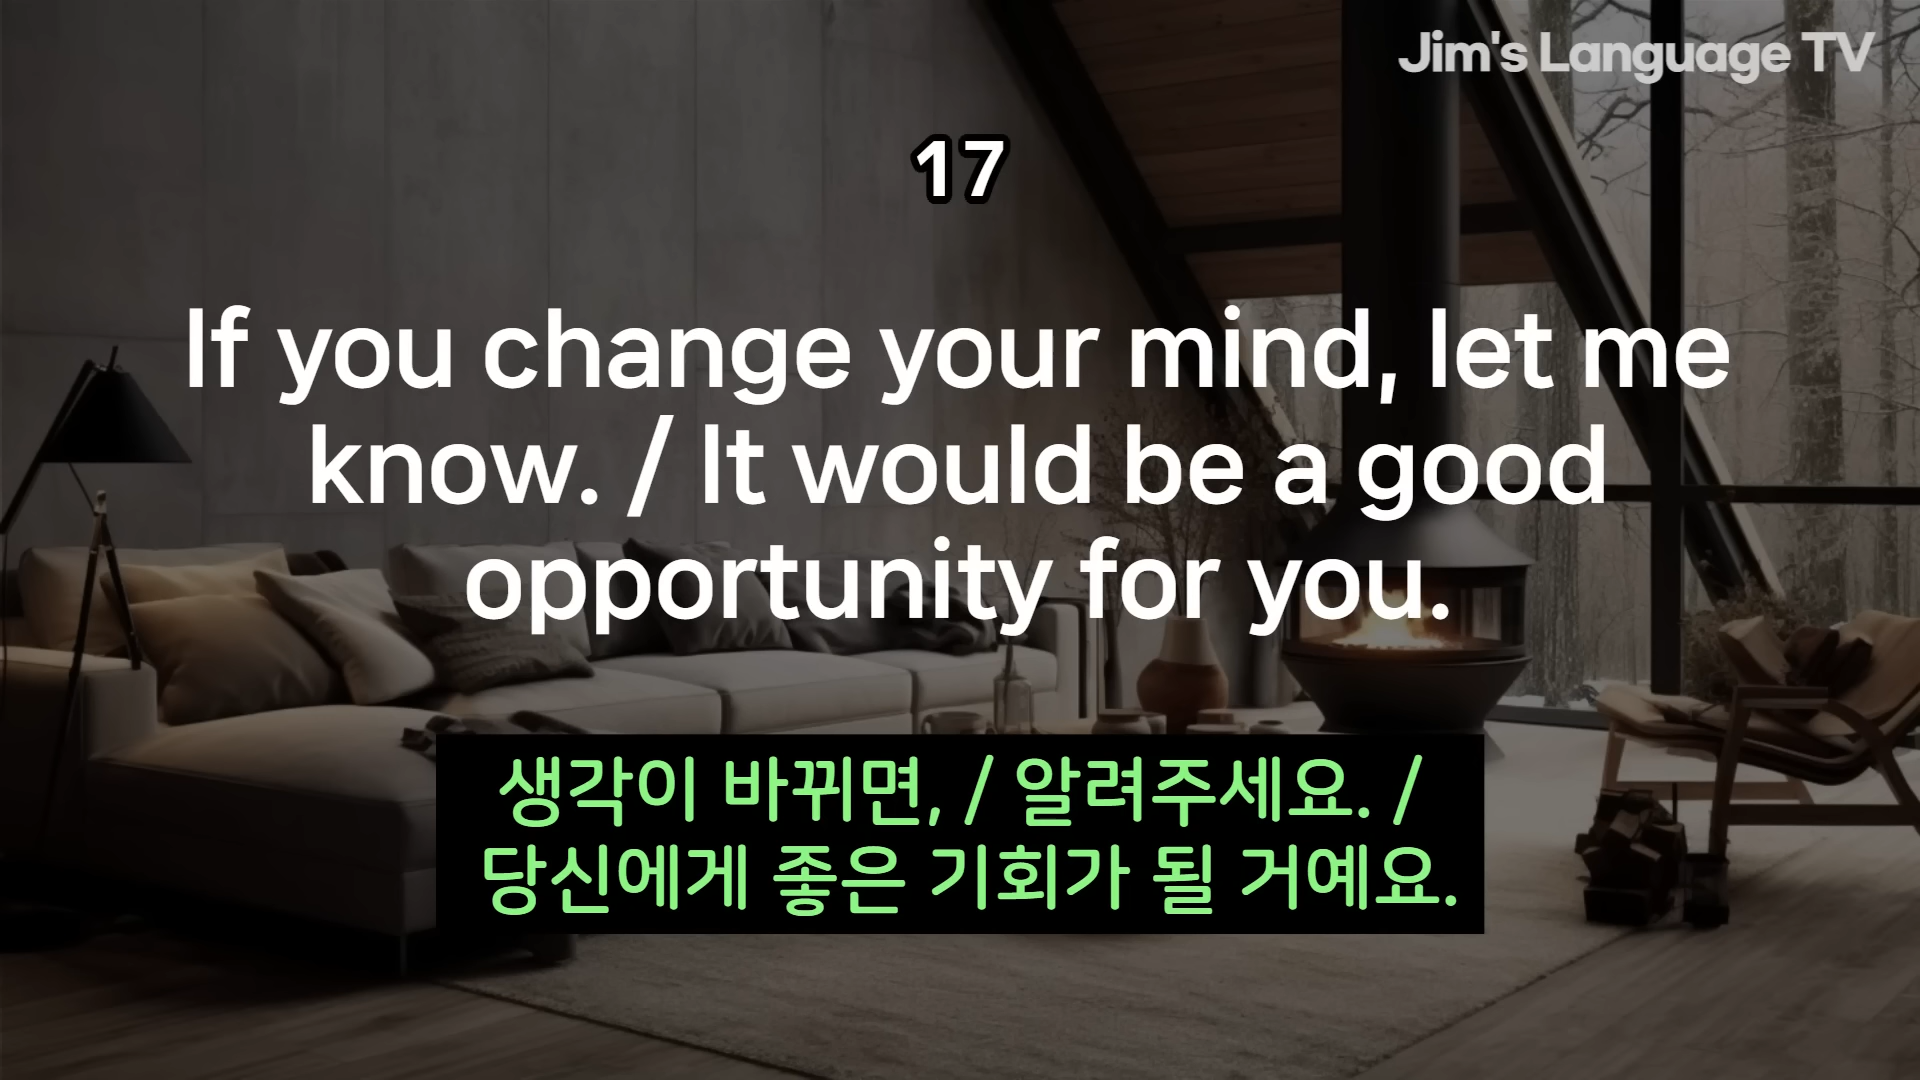 Jim's Language TV
17
If you change your mind, let me
know. / It would be a good
opportunity for you.
생각이 바뀌면, / 알려주세요. /
당신에게 좋은 기회가 될 거예요.